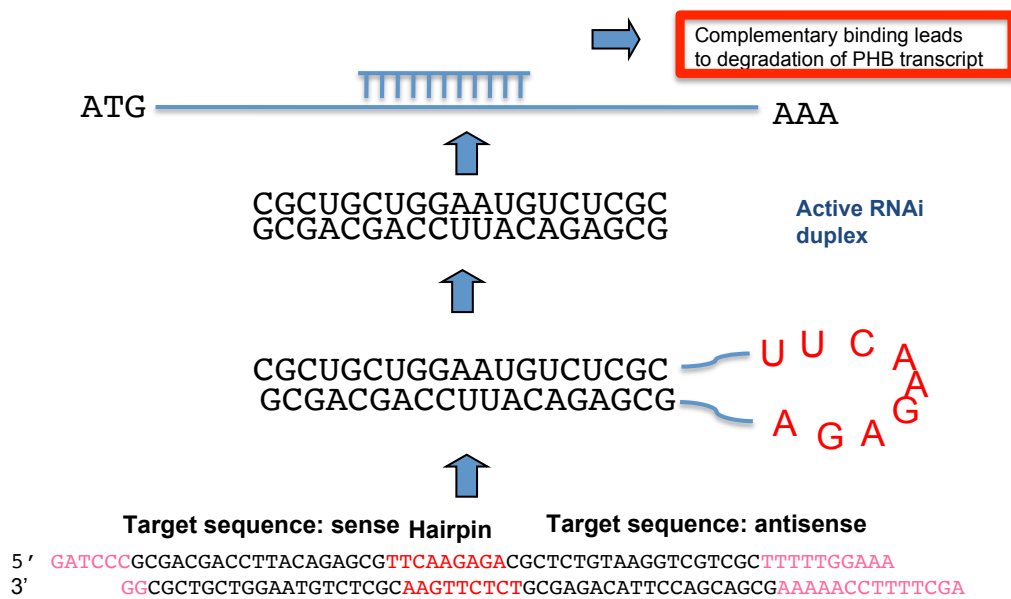 Complementary binding leads
to degradation of PHB transcript
ATG
AAA
CGCUGCUGGAAUGUCUCGC
GCGACGACCUUACAGAGCG
Active RNAi
duplex
CGCUGCUGGAAUGUCUCGC
GCGACGACCUUACAGAGCG
U U C A A G A G A
Target sequence: sense Hairpin Target sequence: antisense
5′ GATCCCGCGACGACCTTACAGAGCGTTCAAGAGACGCTCTGTAAGGTCGTCGCTTTTTGGAAA
3' GGCGCTGCTGGAATGTCTCGCAAGTTCTCTGCGAGACATTCCAGCAGCGAAAAACCTTTTCGA